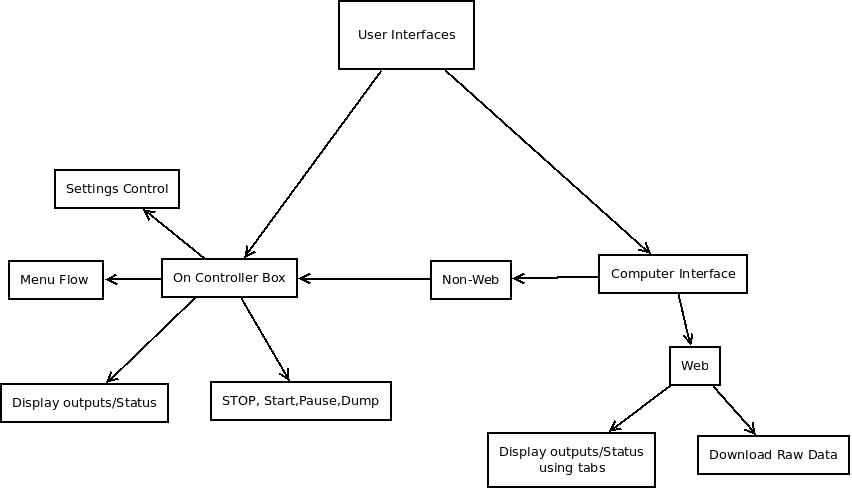 User Interfaces
Settings Control
Menu Flow
On Controller Box
Non-Web
Computer Interface
Web
Display outputs/Status
STOP, Start,Pause,Dump
Display outputs/Status
using tabs
Download Raw Data